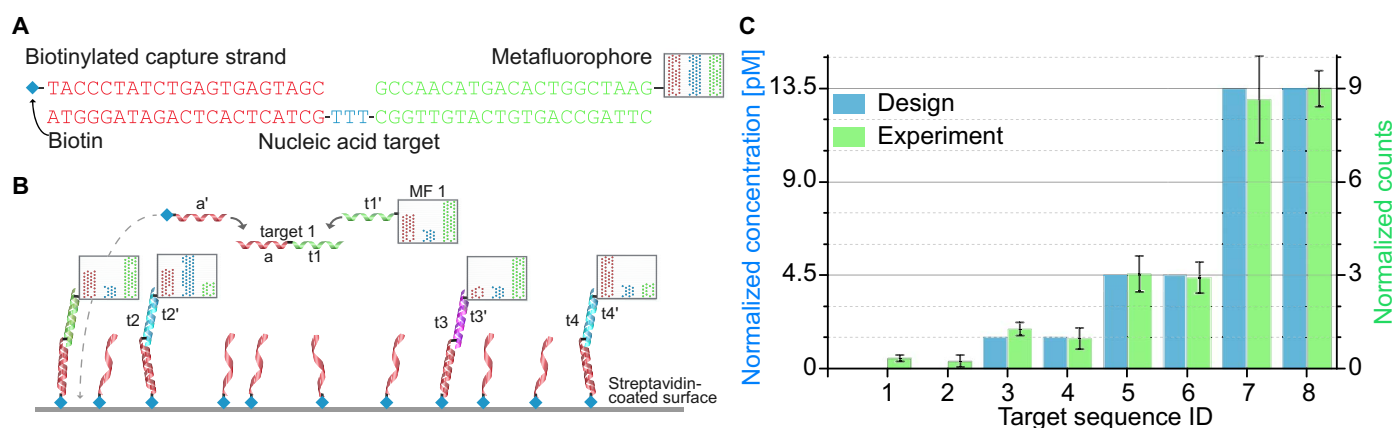 A
Biotinylated capture strand
Metafluorophore
TACCCTATCTGAGTGAGTAGC GCCAACATGACACTGGCTAAG
ATGGGATAGACTCACTCATCG-TTT-CGGTTGTACTGTGACCGATTC
Biotin
Nucleic acid target
B
MF 1
a'
t1'
target 1
a
t1
t2
t2'
t3
t3'
t4
t4'
Streptavidin-
coated surface
C
Normalized concentration [pM]
13.5
9.0
4.5
0
Design
Experiment
9
6
3
0
Normalized counts
1 2 3 4 5 6 7 8
Target sequence ID